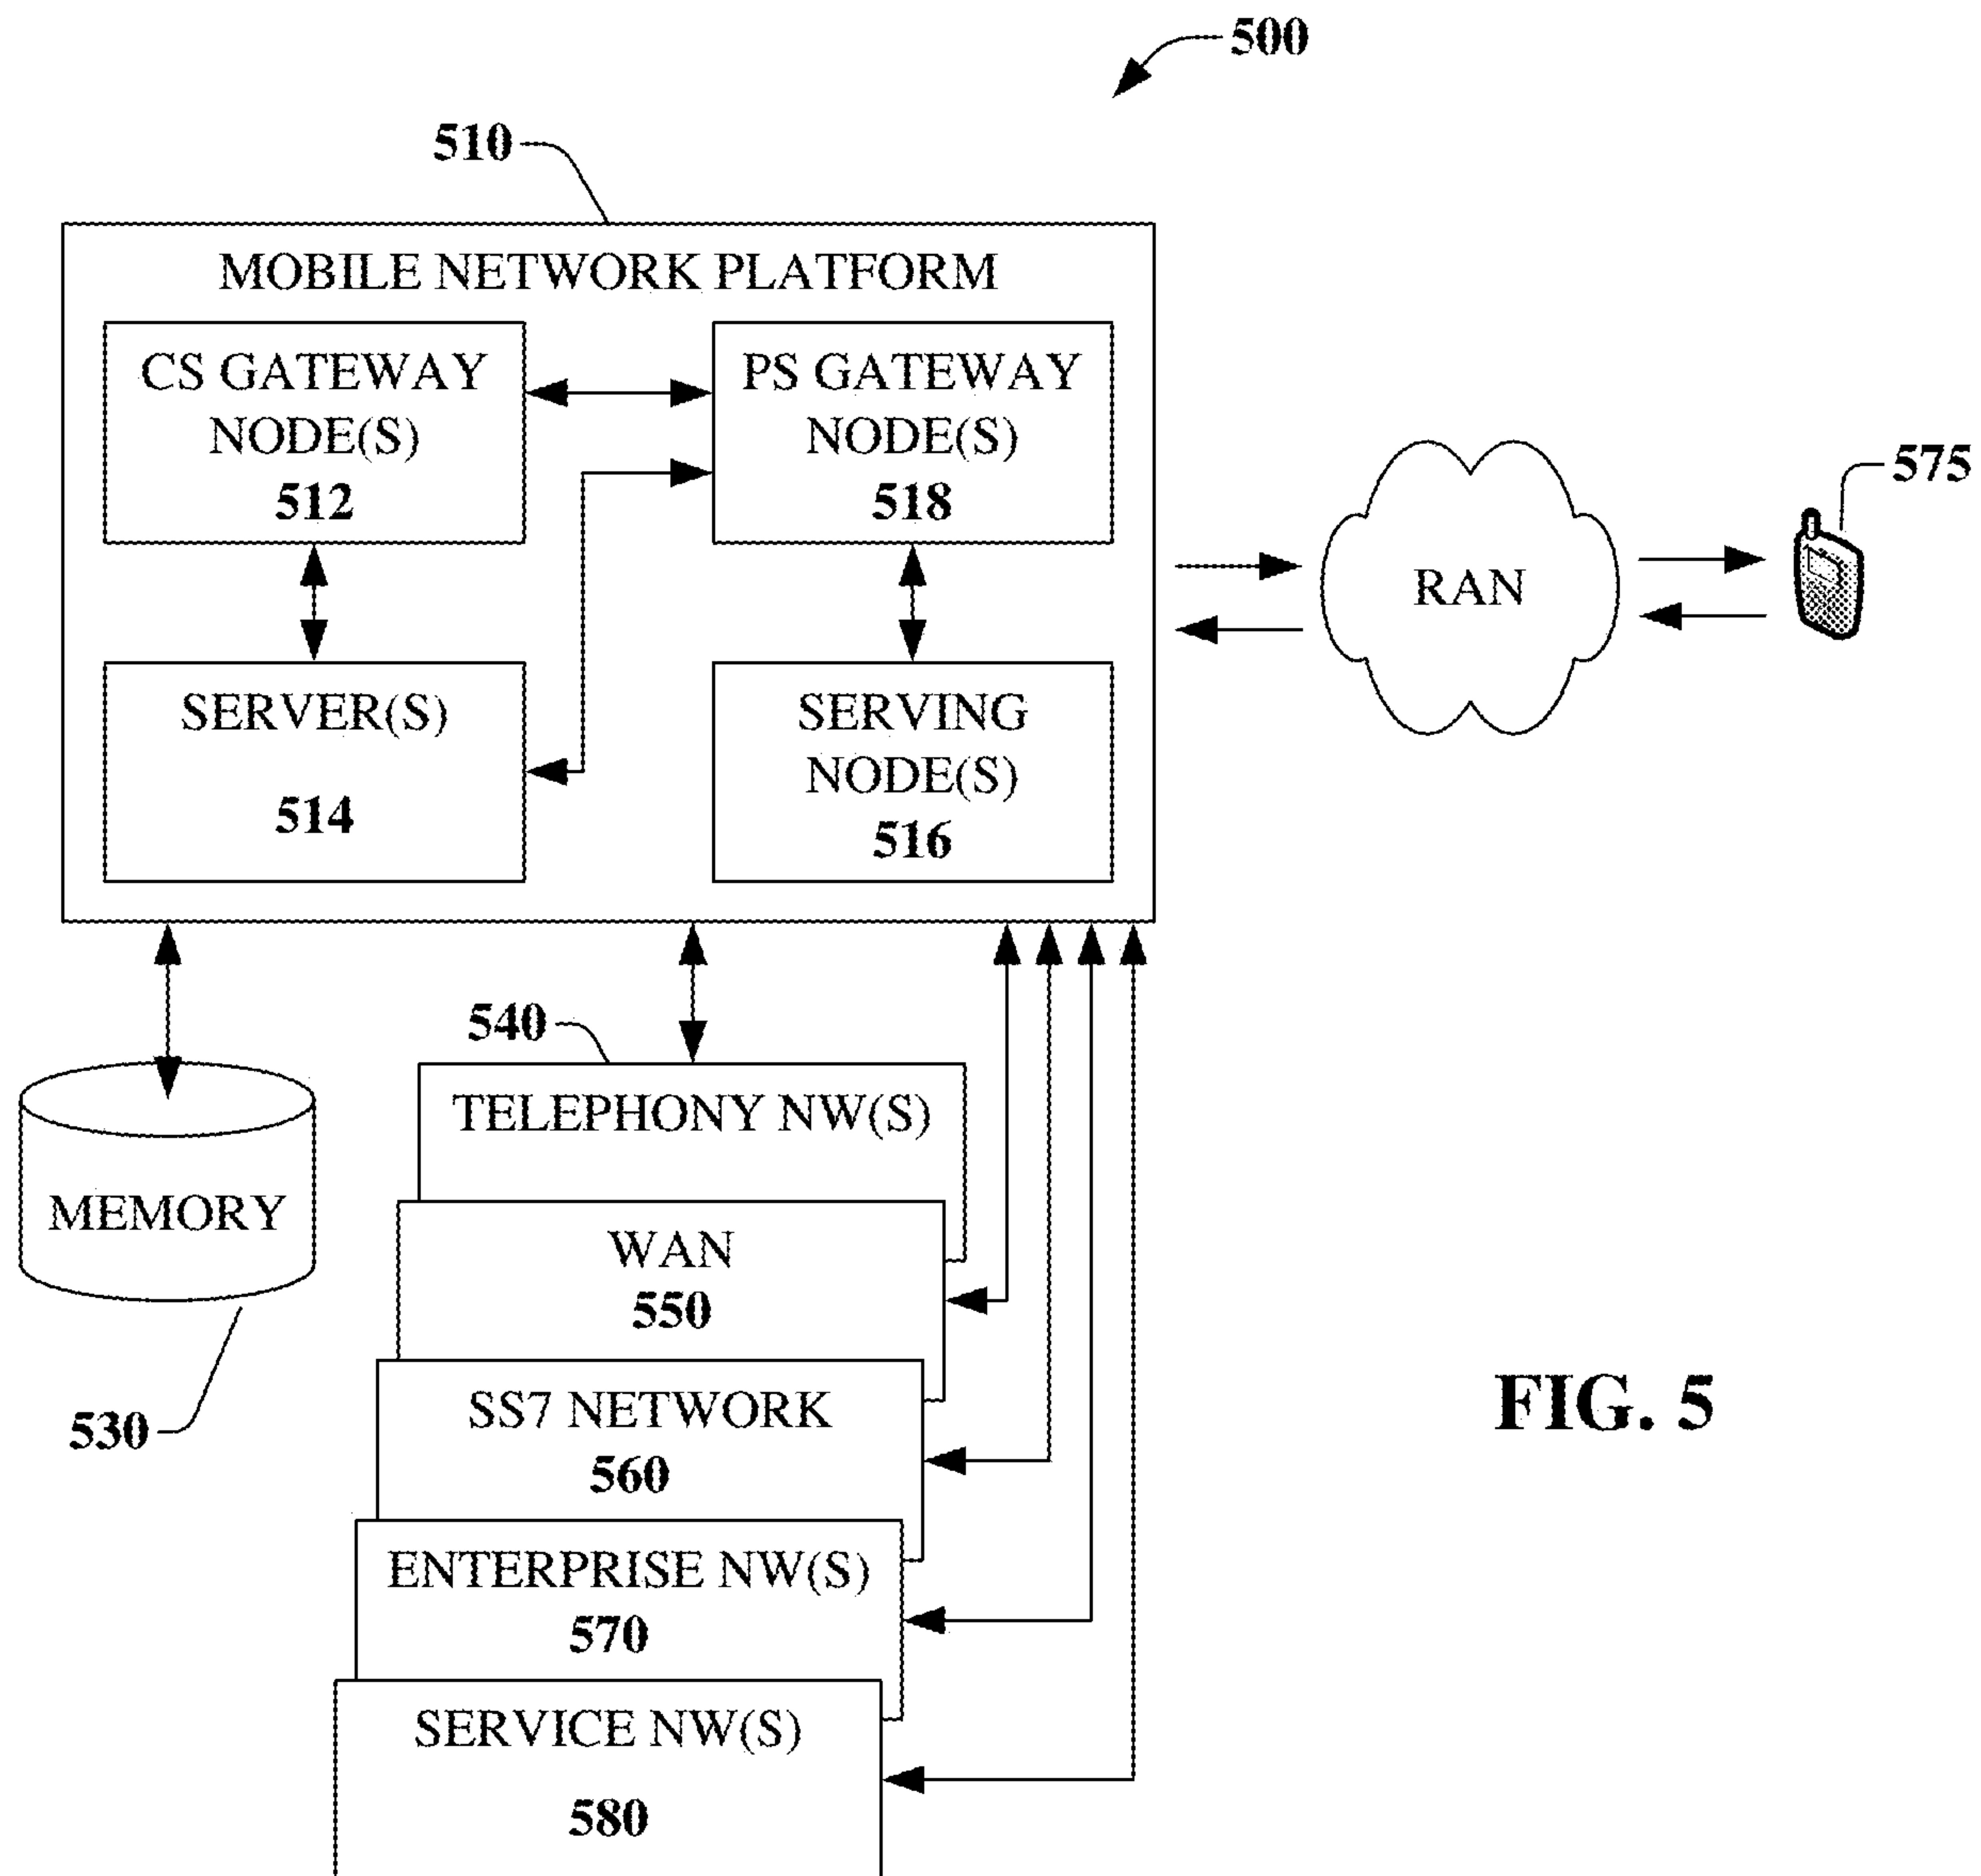 500
510
MOBILE NETWORK PLATFORM
CS GATEWAY
NODE(S)
512
PS GATEWAY
NODE(S)
518
SERVER(S)
514
SERVING
NODE(S)
516
RAN
575
540
TELEPHONY NW(S)
MEMORY
530
WAN
550
SS7 NETWORK
560
ENTERPRISE NW(S)
570
SERVICE NW(S)
580
FIG. 5